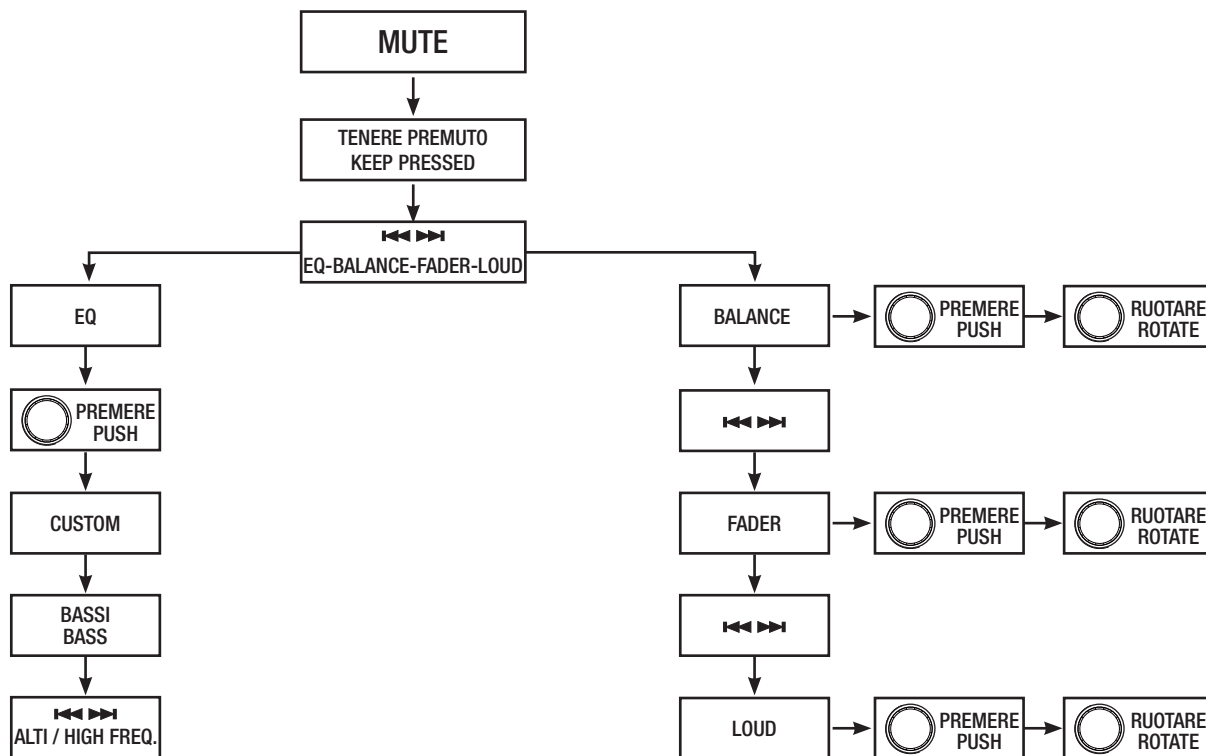 MUTE
TENERE PREMUTO
KEEP PRESSED
EQ-BALANCE-FADER-LOUD
EQ
BALANCE
PREMERE
PUSH
RUOTARE
ROTATE
PREMERE
PUSH
CUSTOM
FADER
PREMERE
PUSH
RUOTARE
ROTATE
BASSI
BASS
ALTI / HIGH FREQ.
LOUD
PREMERE
PUSH
RUOTARE
ROTATE